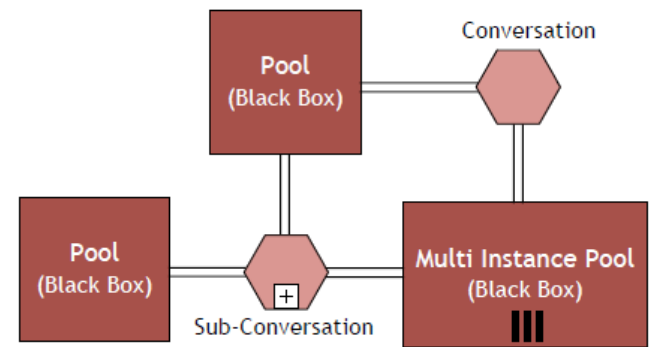 Conversation
Pool
(Black Box)
Pool
(Black Box)
Multi Instance Pool
(Black Box)
Sub-Conversation